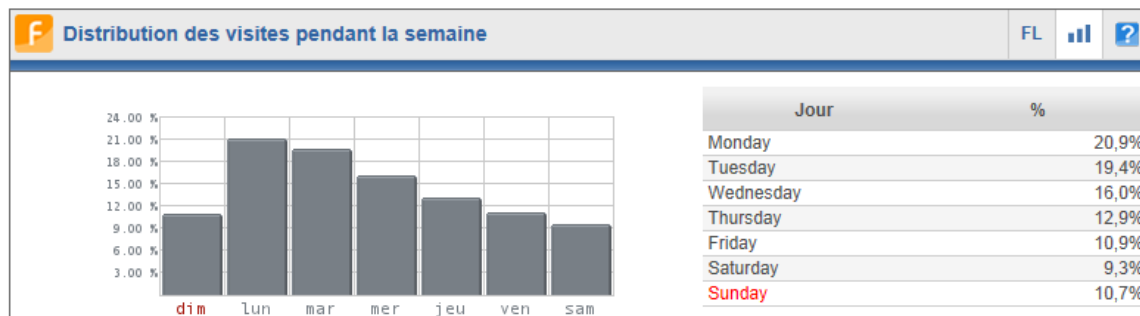 F Distribution des visites pendant la semaine FL ?
24.00 %
21.00 %
18.00 %
15.00 %
12.00 %
9.00 %
6.00 %
3.00 %
dim lun mar mer jeu ven sam
Jour %
Monday 20,9%
Tuesday 19,4%
Wednesday 16,0%
Thursday 12,9%
Friday 10,9%
Saturday 9,3%
Sunday 10,7%